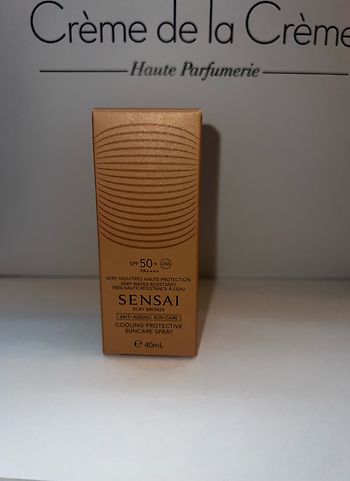 Crème de la Crème
Haute Parfumerie
SPF 50+ UVA
PA++++
VERY HIGH/TRÈS HAUTE PROTECTION
VERY WATER-RESISTANT/
TRÈS HAUTE RÉSISTANCE À L'EAU
SENSAI
SILKY BRONZE
ANTI-AGEING SUN CARE
COOLING PROTECTIVE
SUNCARE SPRAY
℮ 40mL